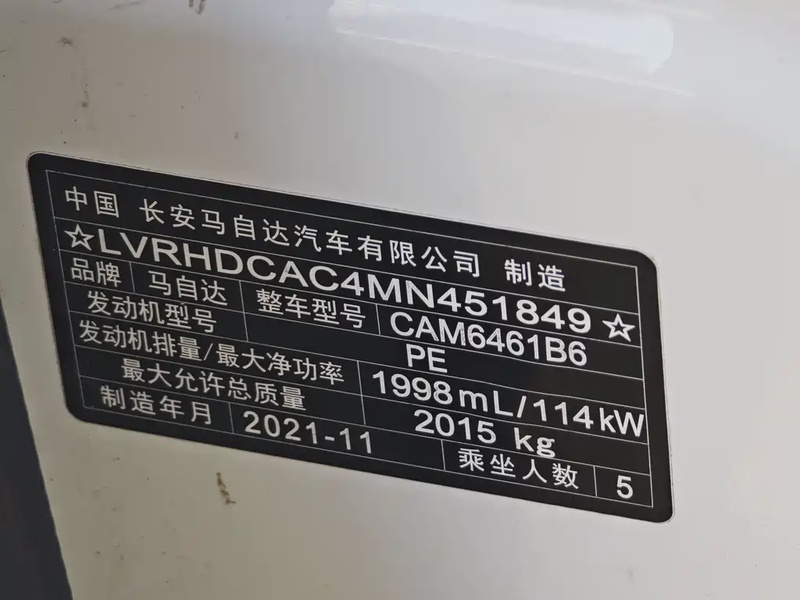 中国 长安马自达汽车有限公司 制造
☆LVRHDCAC4MN451849☆
品牌 马自达 整车型号 CAM6461B6
发动机型号 PE
发动机排量/最大净功率 1998mL/114kW
最大允许总质量 2015 kg
制造年月 2021-11 乘坐人数 5